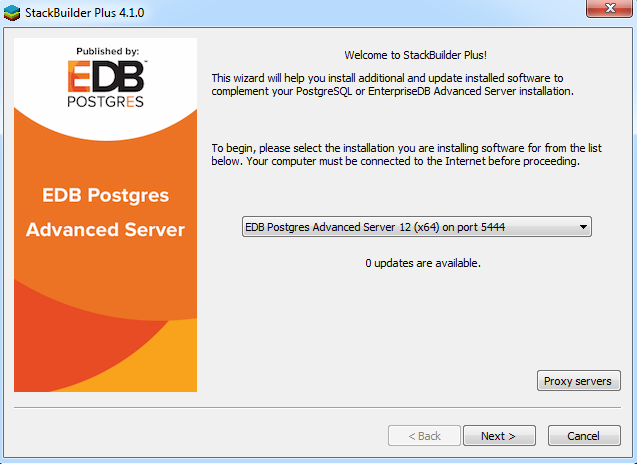 StackBuilder Plus 4.1.0
Published by:
EDB™
POSTGRES
EDB Postgres
Advanced Server
Welcome to StackBuilder Plus!
This wizard will help you install additional and update installed software to
complement your PostgreSQL or EnterpriseDB Advanced Server installation.
To begin, please select the installation you are installing software for from the list
below. Your computer must be connected to the Internet before proceeding.
EDB Postgres Advanced Server 12 (x64) on port 5444
0 updates are available.
Proxy servers
< Back
Next >
Cancel